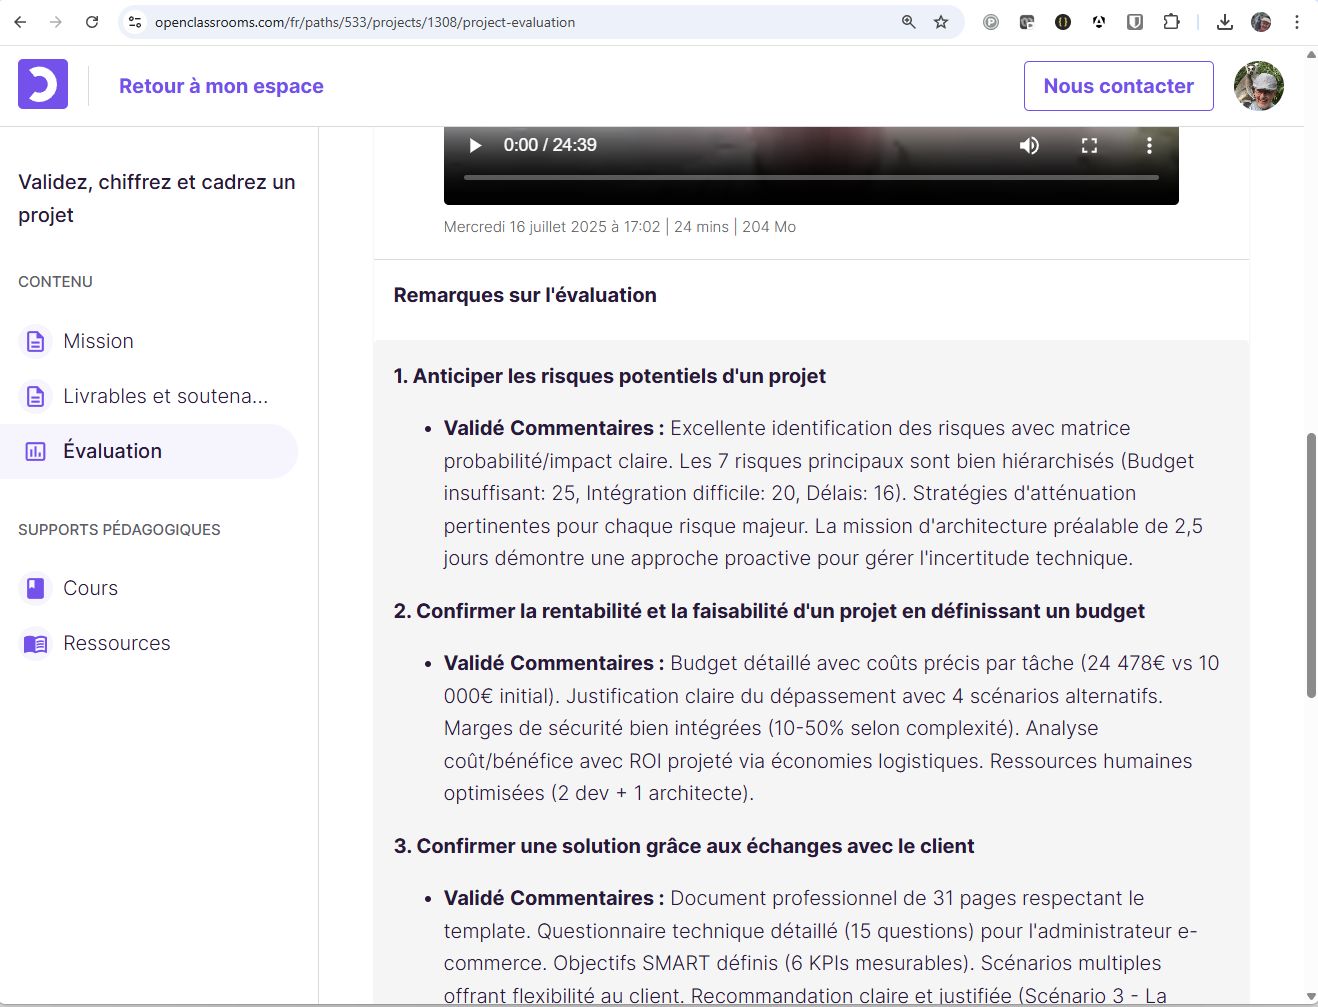 openclassrooms.com/fr/paths/533/projects/1308/project-evaluation
Retour à mon espace
Nous contacter
Validez, chiffrez et cadrez un
projet
CONTENU
Mission
Livrables et soutena...
Évaluation
SUPPORTS PÉDAGOGIQUES
Cours
Ressources
0:00 / 24:39
Mercredi 16 juillet 2025 à 17:02 | 24 mins | 204 Mo
Remarques sur l'évaluation
1. Anticiper les risques potentiels d'un projet
• Validé Commentaires : Excellente identification des risques avec matrice
probabilité/impact claire. Les 7 risques principaux sont bien hiérarchisés (Budget
insuffisant: 25, Intégration difficile: 20, Délais: 16). Stratégies d'atténuation
pertinentes pour chaque risque majeur. La mission d'architecture préalable de 2,5
jours démontre une approche proactive pour gérer l'incertitude technique.
2. Confirmer la rentabilité et la faisabilité d'un projet en définissant un budget
• Validé Commentaires : Budget détaillé avec coûts précis par tâche (24 478€ vs 10
000€ initial). Justification claire du dépassement avec 4 scénarios alternatifs.
Marges de sécurité bien intégrées (10-50% selon complexité). Analyse
coût/bénéfice avec ROI projeté via économies logistiques. Ressources humaines
optimisées (2 dev + 1 architecte).
3. Confirmer une solution grâce aux échanges avec le client
• Validé Commentaires : Document professionnel de 31 pages respectant le
template. Questionnaire technique détaillé (15 questions) pour l'administrateur e-
commerce. Objectifs SMART définis (6 KPIs mesurables). Scénarios multiples
offrant flexibilité au client. Recommandation claire et justifiée (Scénario 3 - La